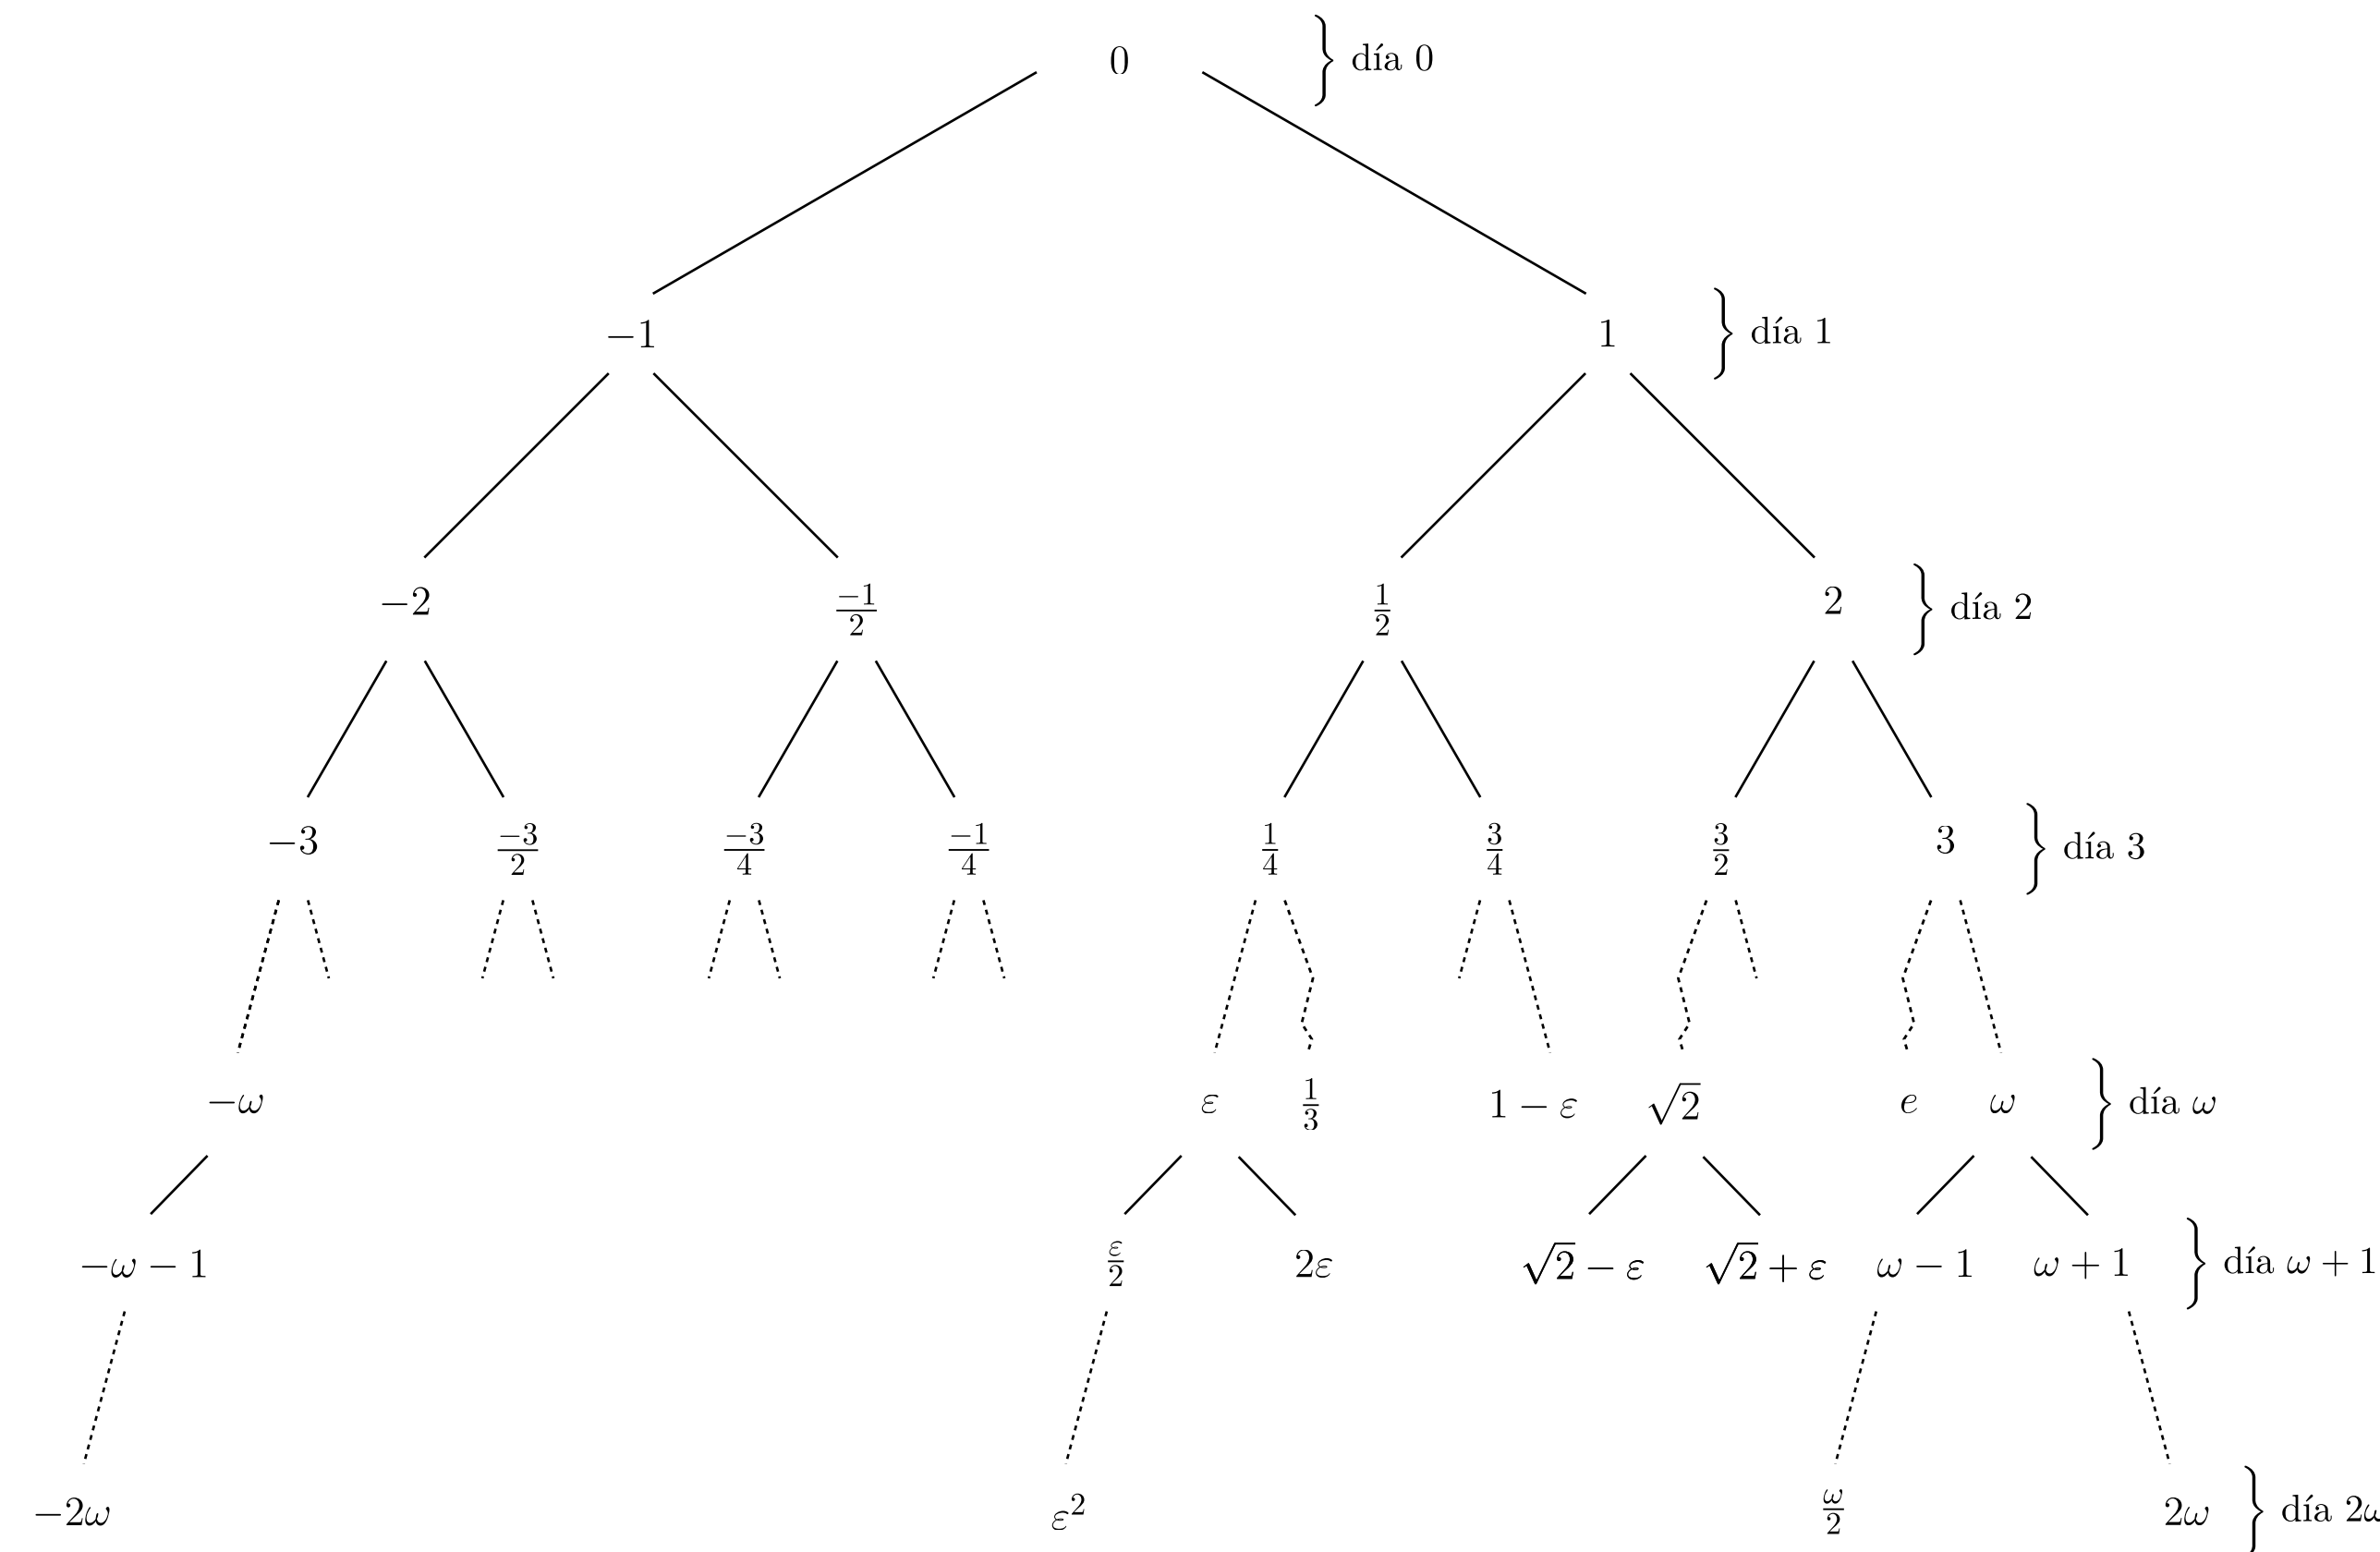 0 } día 0
−1 1 } día 1
−2 −1/2 1/2 2 } día 2
−3 −3/2 −3/4 −1/4 1/4 3/4 3/2 3 } día 3
−ω ε 1/3 1 − ε √2 e ω } día ω
−ω − 1 ε/2 2ε √2 − ε √2 + ε ω − 1 ω + 1 } día ω + 1
−2ω ε² ω/2 2ω } día 2ω